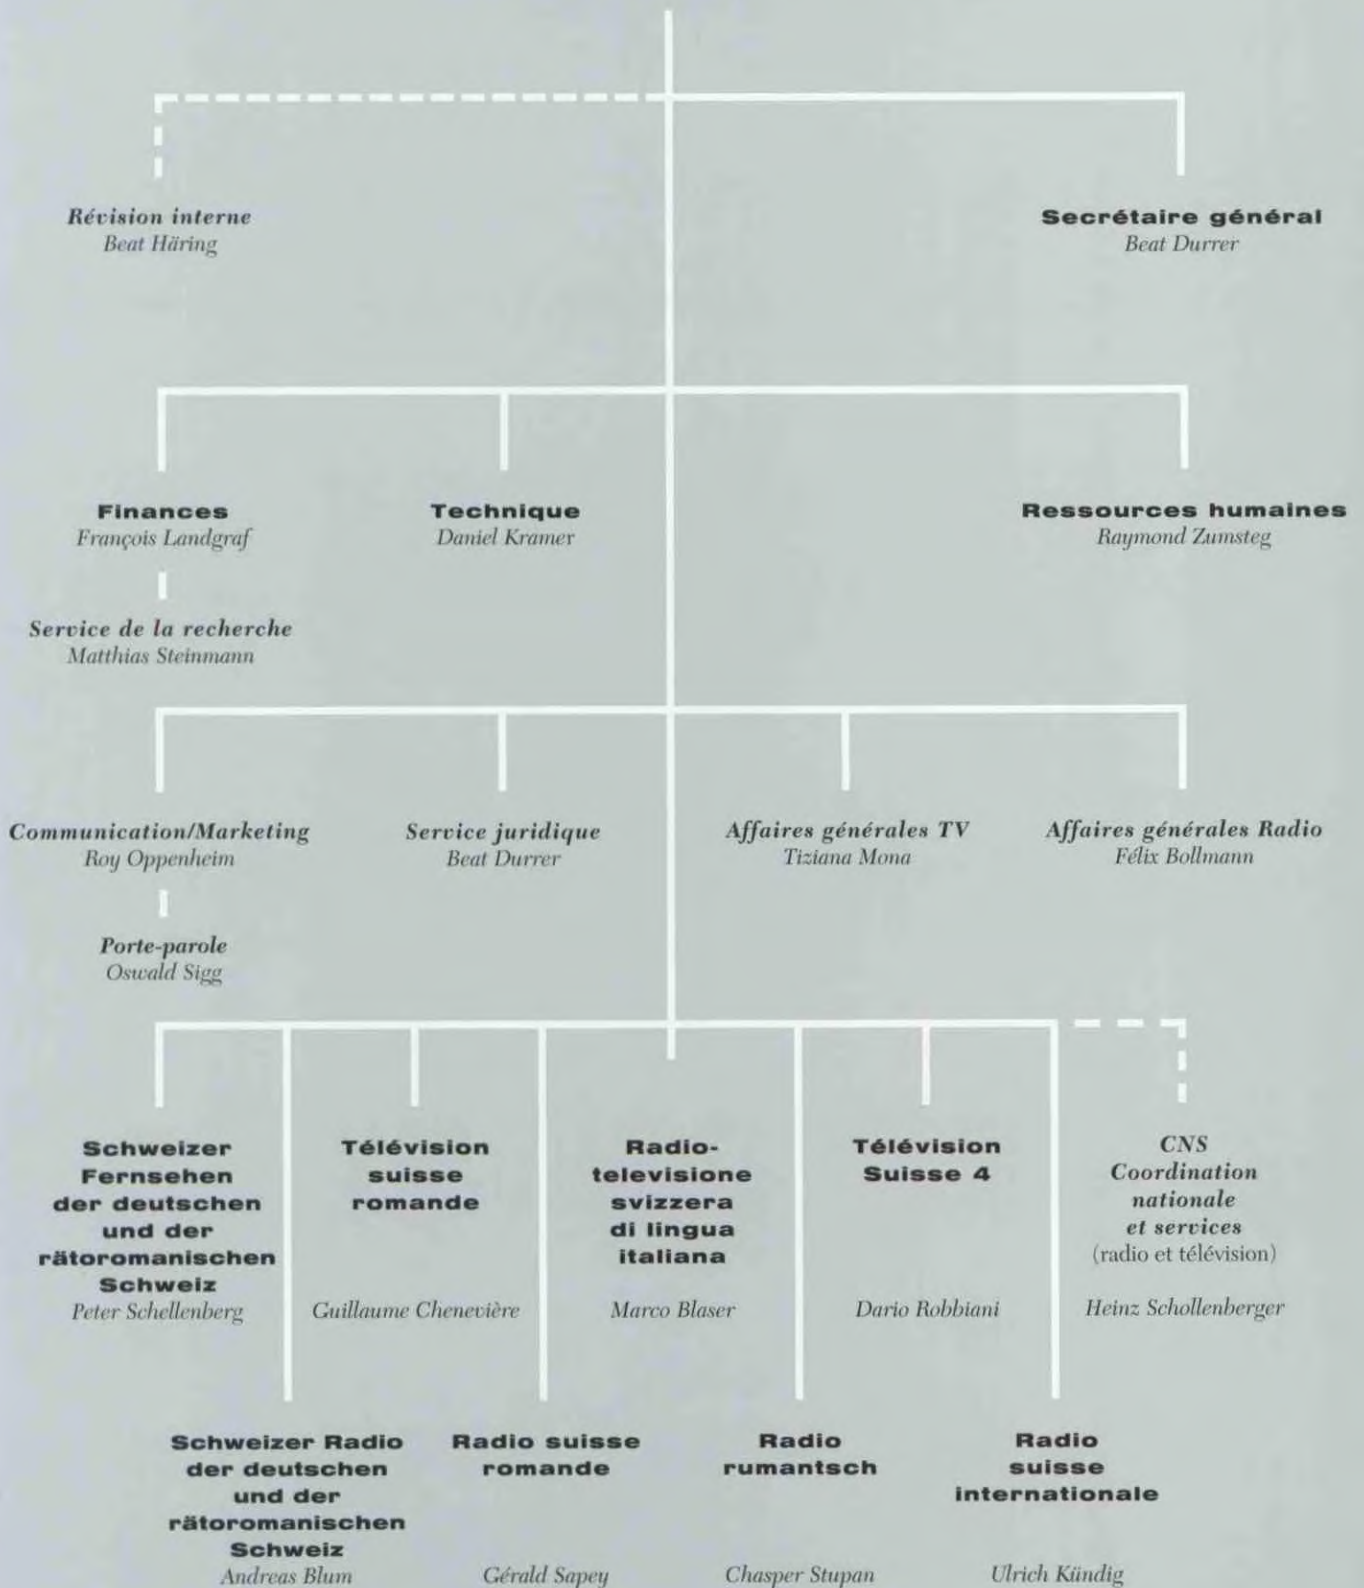 Révision interne
Beat Häring
Secrétaire général
Beat Durrer
Finances
François Landgraf
Technique
Daniel Kramer
Ressources humaines
Raymond Zumsteg
Service de la recherche
Matthias Steinmann
Communication/Marketing
Roy Oppenheim
Service juridique
Beat Durrer
Affaires générales TV
Tiziana Mona
Affaires générales Radio
Félix Bollmann
Porte-parole
Oswald Sigg
Schweizer
Fernsehen
der deutschen
und der
rätoromanischen
Schweiz
Peter Schellenberg
Télévision
suisse
romande
Guillaume Chenevière
Radio-
televisione
svizzera
di lingua
italiana
Marco Blaser
Télévision
Suisse 4
Dario Robbiani
CNS
Coordination
nationale
et services
(radio et télévision)
Heinz Schollenberger
Schweizer Radio
der deutschen
und der
rätoromanischen
Schweiz
Andreas Blum
Radio suisse
romande
Gérald Sapey
Radio
rumantsch
Chasper Stupan
Radio
suisse
internationale
Ulrich Kündig